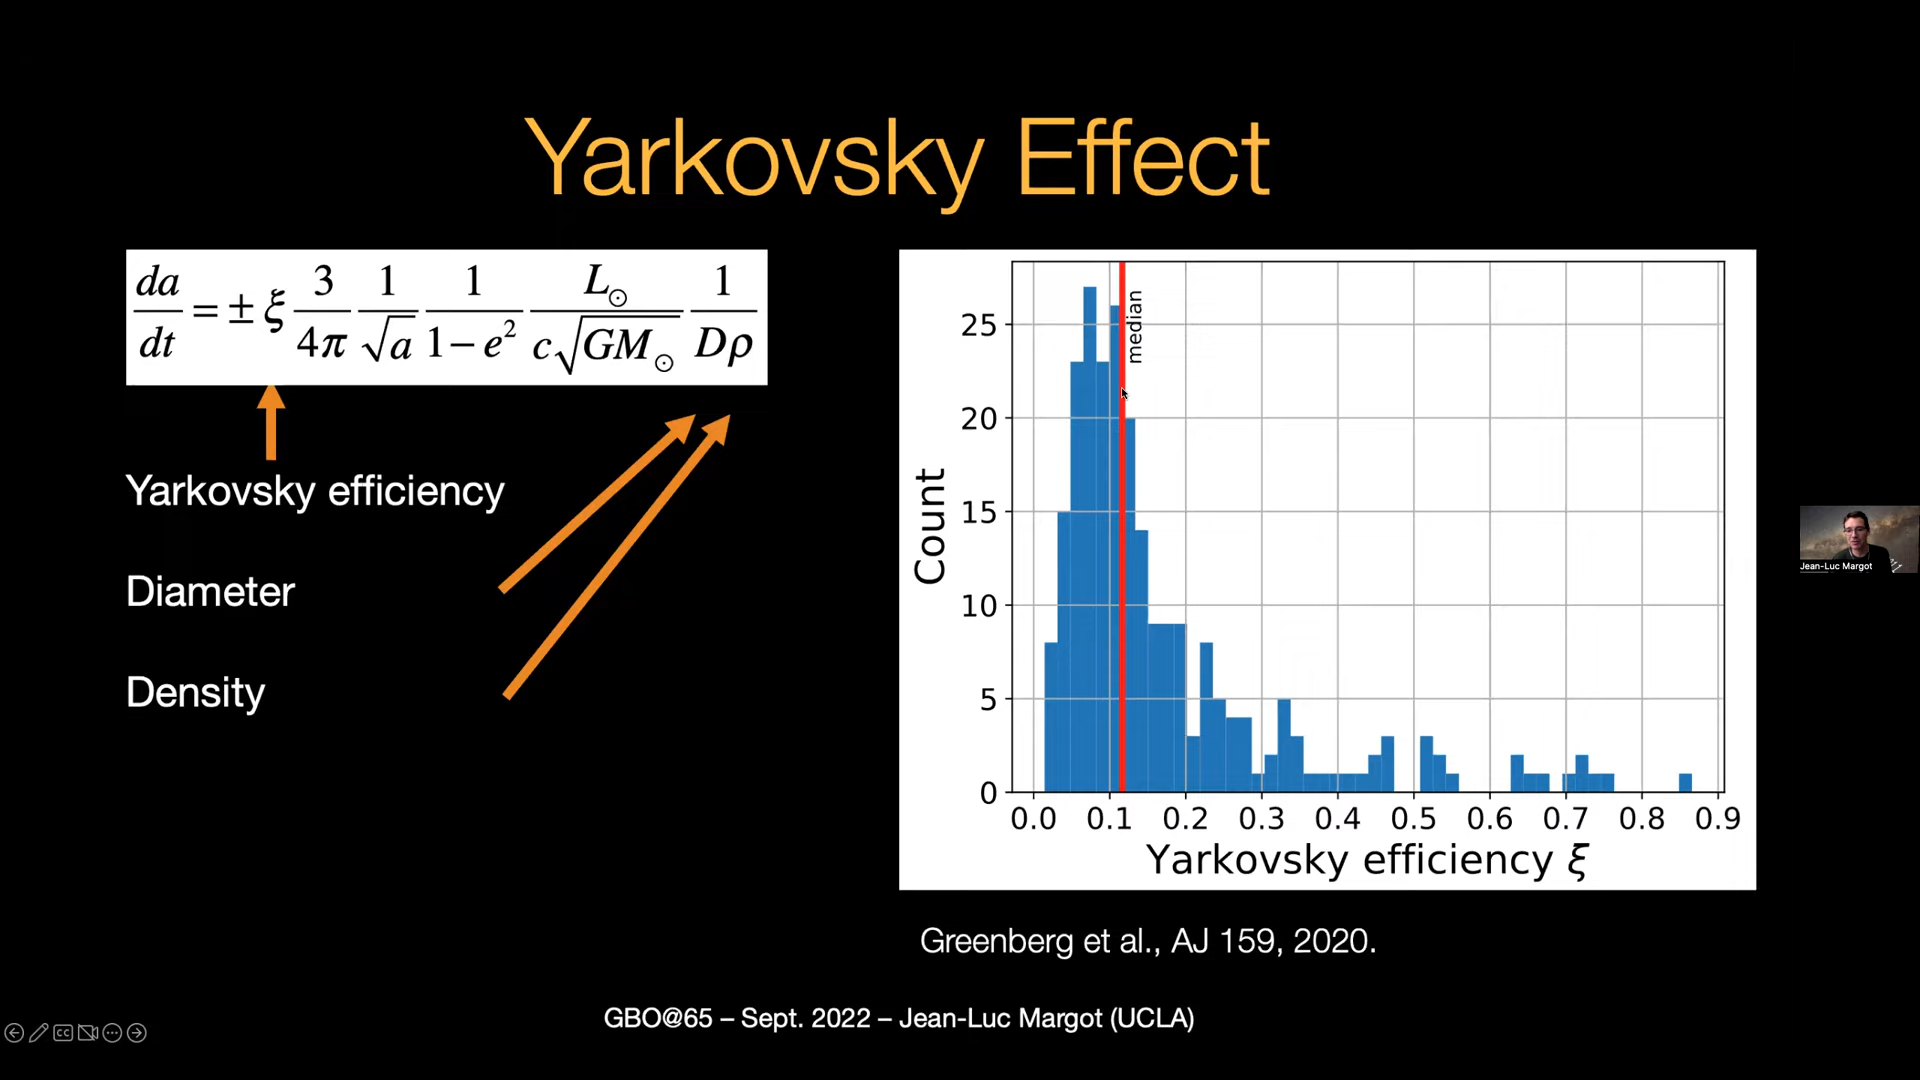 Yarkovsky Effect
da/dt = ± ξ 3/4π 1/√a 1/1−e² L☉/c√GM☉ 1/Dρ
Yarkovsky efficiency
Diameter
Density
median
Count
25
20
15
10
5
0
0.0 0.1 0.2 0.3 0.4 0.5 0.6 0.7 0.8 0.9
Yarkovsky efficiency ξ
Jean-Luc Margot
Greenberg et al., AJ 159, 2020.
GBO@65 – Sept. 2022 – Jean-Luc Margot (UCLA)
CC